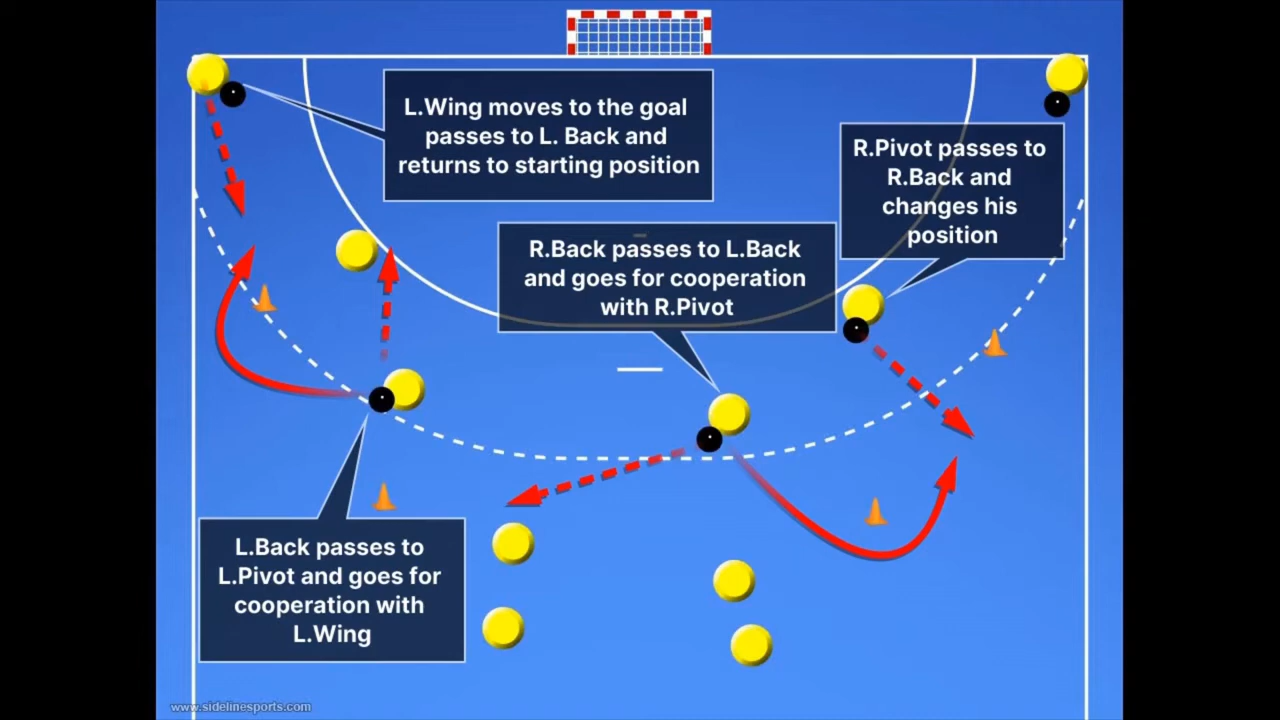 L.Wing moves to the goal
passes to L. Back and
returns to starting position
R.Pivot passes to
R.Back and
changes his
position
R.Back passes to L.Back
and goes for cooperation
with R.Pivot
L.Back passes to
L.Pivot and goes for
cooperation with
L.Wing
www.sidelinesports.com